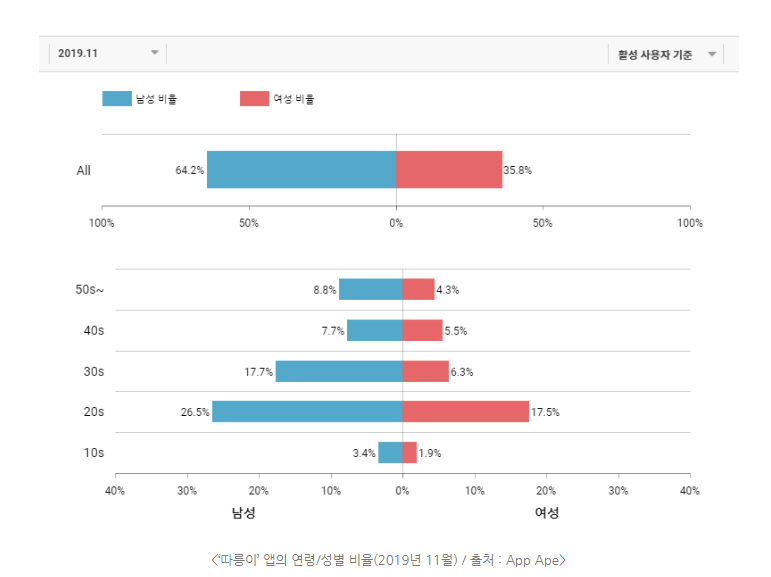 2019.11 활성 사용자 기준
남성 비율 여성 비율
All 64.2% 35.8%
100% 50% 0% 50% 100%
50s~ 8.8% 4.3%
40s 7.7% 5.5%
30s 17.7% 6.3%
20s 26.5% 17.5%
10s 3.4% 1.9%
40% 30% 20% 10% 0% 10% 20% 30% 40%
남성 여성
<'따릉이' 앱의 연령/성별 비율(2019년 11월) / 출처 : App Ape>